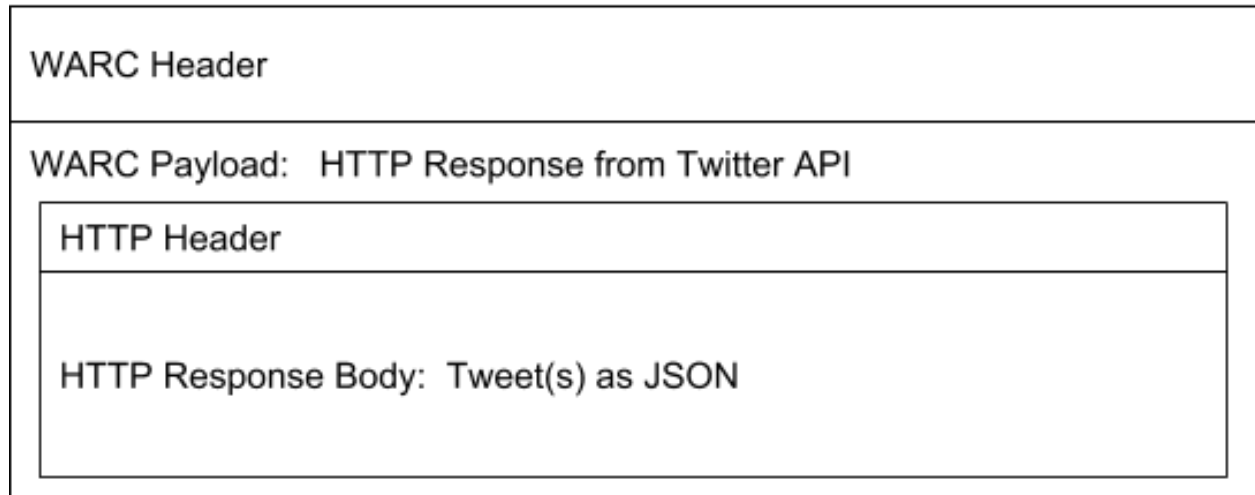 WARC Header
WARC Payload:   HTTP Response from Twitter API
HTTP Header
HTTP Response Body:  Tweet(s) as JSON